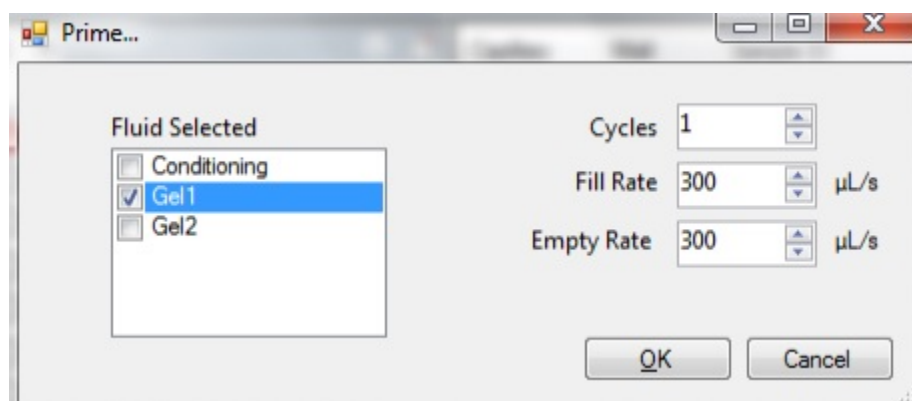 Prime...
Fluid Selected
Conditioning
Gel1
Gel2
Cycles 1
Fill Rate 300 µL/s
Empty Rate 300 µL/s
OK Cancel